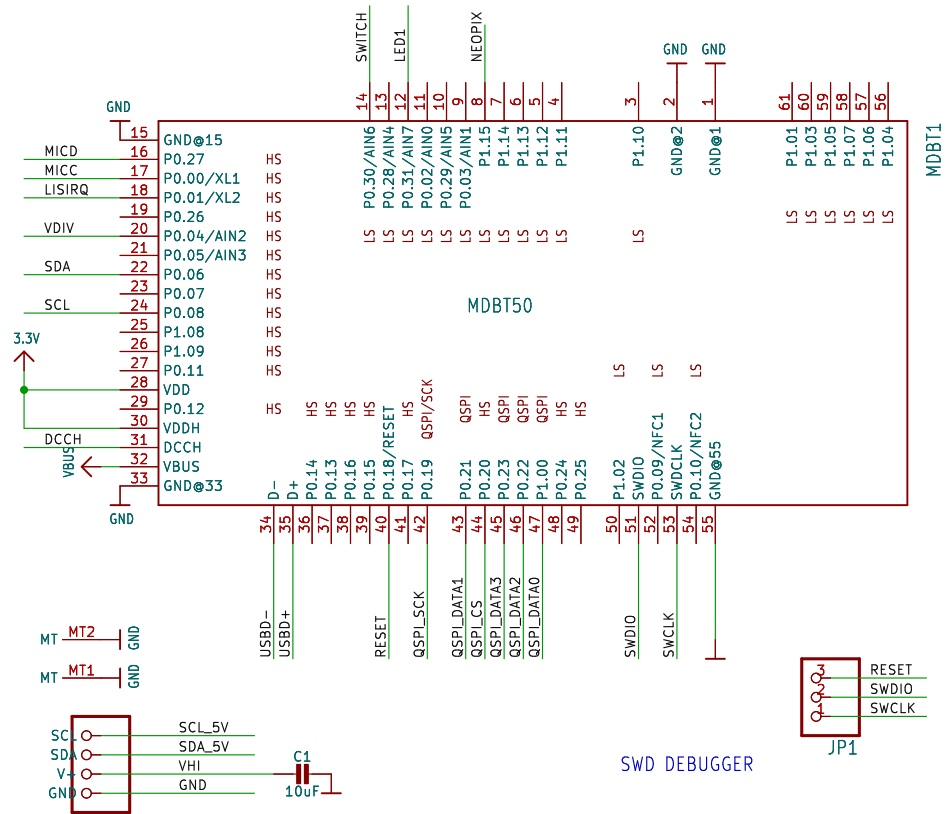 SWITCH
LED1
NEOPIX
GND
GND
GND
14
13
12
11
10
9
8
7
6
5
4
3
2
1
61
60
59
58
57
56
P0.30/AIN6
P0.28/AIN4
P0.31/AIN7
P0.02/AIN0
P0.29/AIN5
P0.03/AIN1
P1.15
P1.14
P1.13
P1.12
P1.11
P1.10
GND@2
GND@1
P1.01
P1.03
P1.05
P1.07
P1.06
P1.04
LS LS LS LS LS LS
LS LS LS LS LS LS LS LS LS LS LS LS
MDBT1
15 GND@15
MICD 16 P0.27 HS
MICC 17 P0.00/XL1 HS
LISIRQ 18 P0.01/XL2 HS
19 P0.26 HS
VDIV 20 P0.04/AIN2 HS
21 P0.05/AIN3 HS
SDA 22 P0.06 HS
23 P0.07 HS
SCL 24 P0.08 HS
25 P1.08 HS
26 P1.09 HS
27 P0.11 HS
3.3V
28 VDD
29 P0.12 HS
30 VDDH
DCCH 31 DCCH
VBUS 32 VBUS
33 GND@33
GND
MDBT50
LS LS LS
HS HS HS HS HS QSPI/SCK QSPI HS QSPI QSPI QSPI HS HS
D-
D+
P0.14
P0.13
P0.16
P0.15
P0.18/RESET
P0.17
P0.19
P0.21
P0.20
P0.23
P0.22
P1.00
P0.24
P0.25
P1.02
SWDIO
P0.09/NFC1
SWDCLK
P0.10/NFC2
GND@55
34
35
36
37
38
39
40
41
42
43
44
45
46
47
48
49
50
51
52
53
54
55
USBD-
USBD+
RESET
QSPI_SCK
QSPI_DATA1
QSPI_CS
QSPI_DATA3
QSPI_DATA2
QSPI_DATA0
SWDIO
SWCLK
MT MT2 GND
MT MT1 GND
SCL SCL_5V
SDA SDA_5V
V+ VHI
GND GND
C1
10uF
3 RESET
2 SWDIO
1 SWCLK
JP1
SWD DEBUGGER